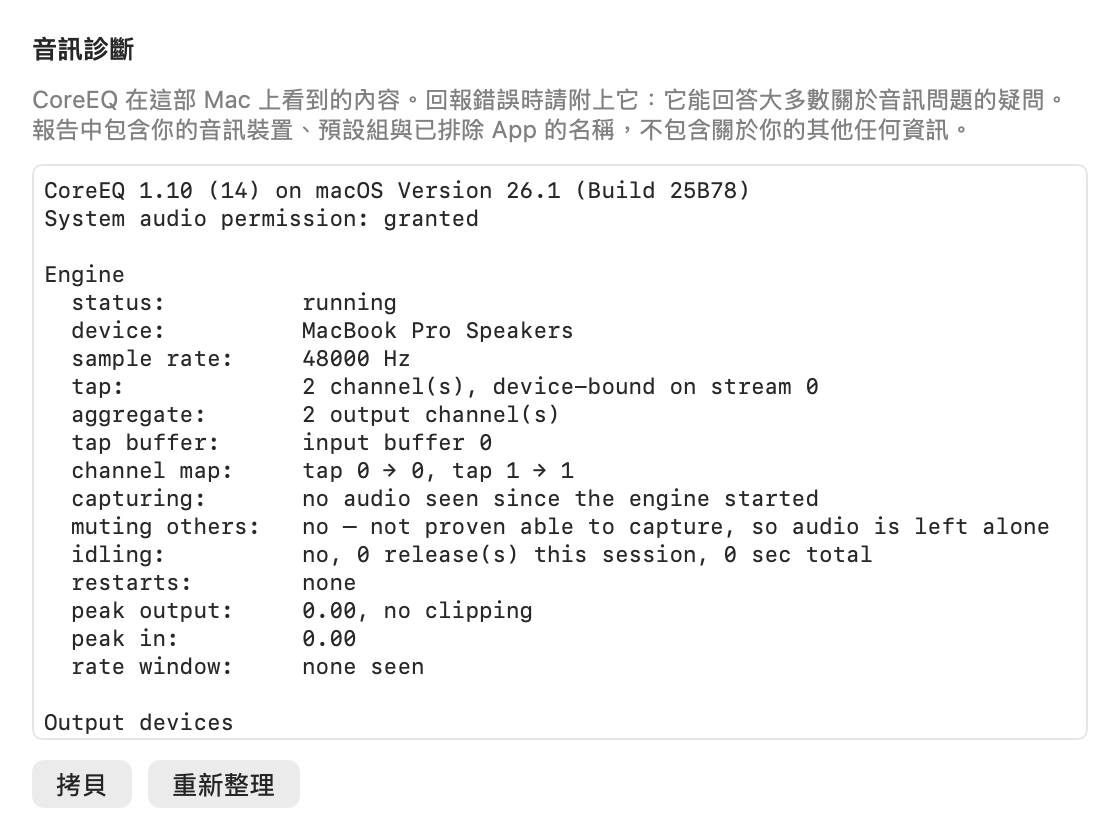 音訊診斷
CoreEQ 在這部 Mac 上看到的內容。回報錯誤時請附上它：它能回答大多數關於音訊問題的疑問。
報告中包含你的音訊裝置、預設組與已排除 App 的名稱，不包含關於你的其他任何資訊。
CoreEQ 1.10 (14) on macOS Version 26.1 (Build 25B78)
System audio permission: granted
Engine
status: running
device: MacBook Pro Speakers
sample rate: 48000 Hz
tap: 2 channel(s), device-bound on stream 0
aggregate: 2 output channel(s)
tap buffer: input buffer 0
channel map: tap 0 → 0, tap 1 → 1
capturing: no audio seen since the engine started
muting others: no — not proven able to capture, so audio is left alone
idling: no, 0 release(s) this session, 0 sec total
restarts: none
peak output: 0.00, no clipping
peak in: 0.00
rate window: none seen
Output devices
拷貝 重新整理